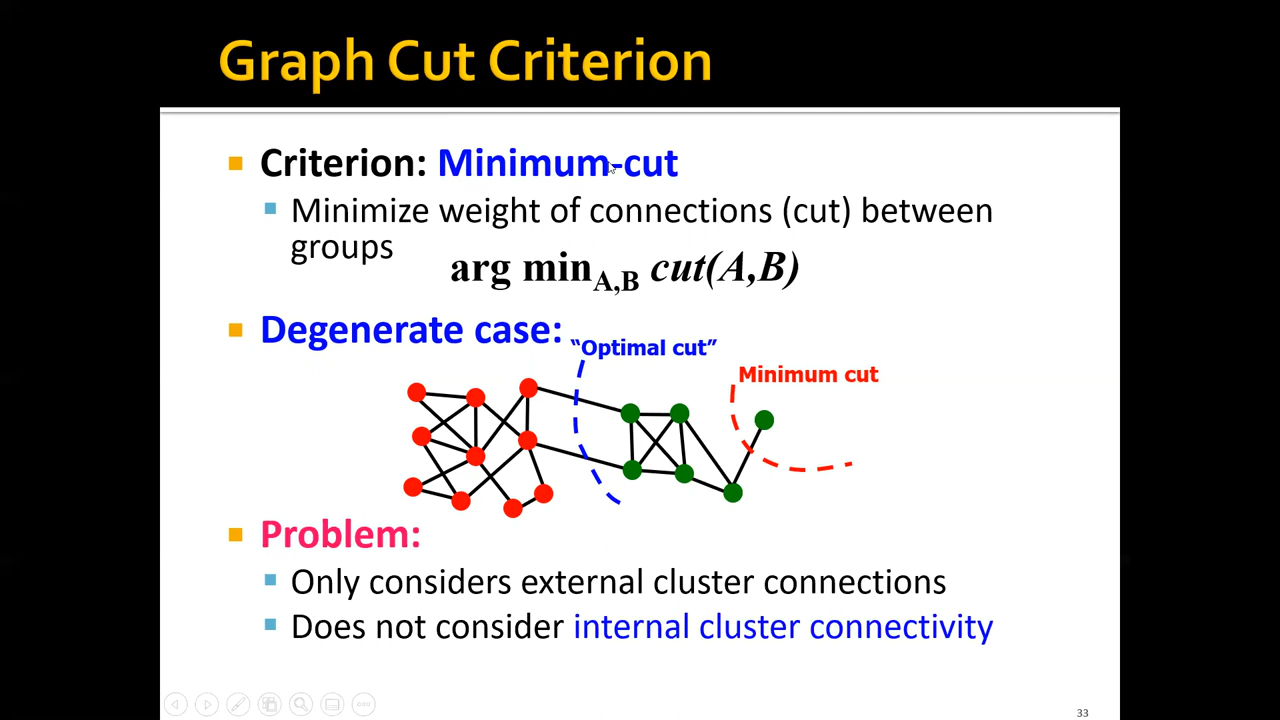 Graph Cut Criterion
Criterion: Minimum-cut
Minimize weight of connections (cut) between
groups
arg min A,B cut(A,B)
Degenerate case:
“Optimal cut”
Minimum cut
Problem:
Only considers external cluster connections
Does not consider internal cluster connectivity
33